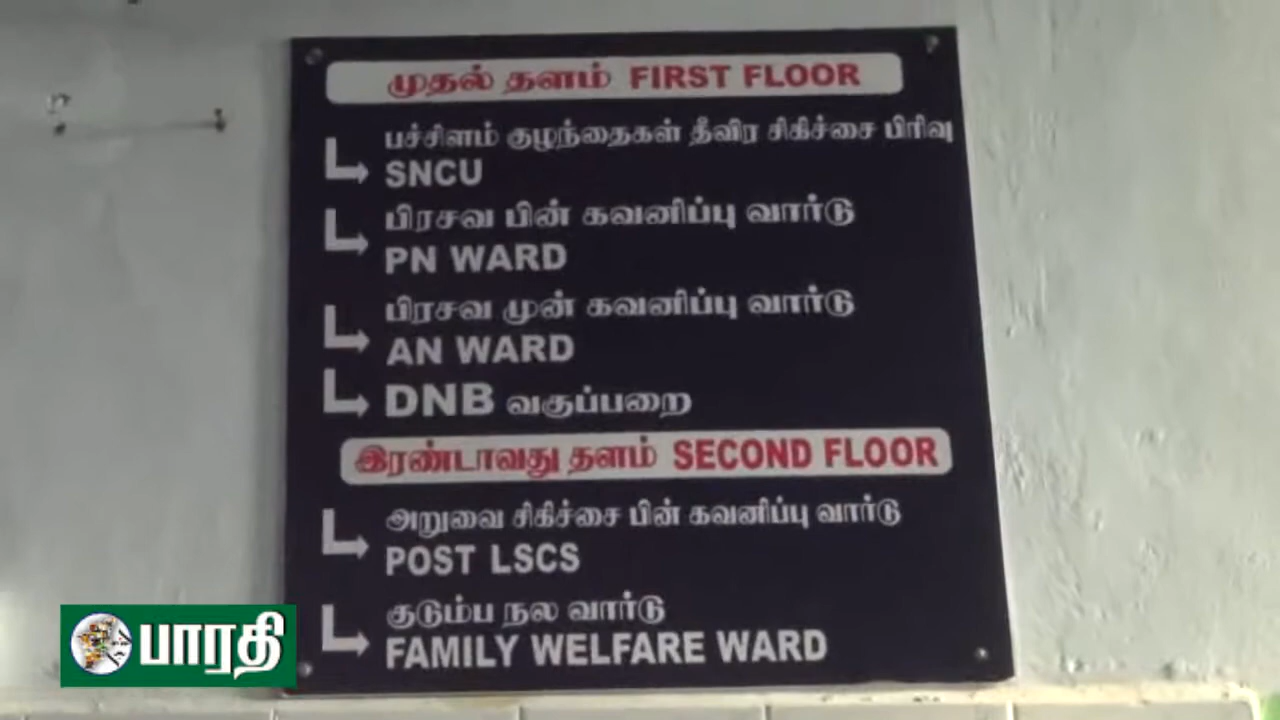 முதல் தளம் FIRST FLOOR
பச்சிளம் குழந்தைகள் தீவிர சிகிச்சை பிரிவு
SNCU
பிரசவ பின் கவனிப்பு வார்டு
PN WARD
பிரசவ முன் கவனிப்பு வார்டு
AN WARD
DNB வகுப்பறை
இரண்டாவது தளம் SECOND FLOOR
அறுவை சிகிச்சை பின் கவனிப்பு வார்டு
POST LSCS
குடும்ப நல வார்டு
FAMILY WELFARE WARD
பாரதி